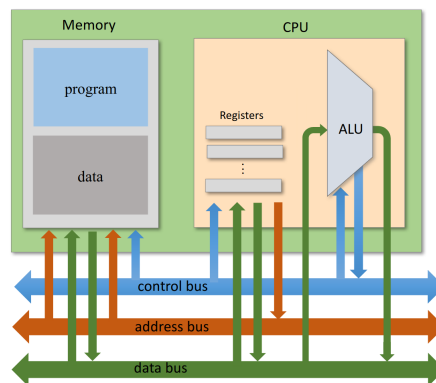 Memory
CPU
program
data
Registers
⋮
ALU
control bus
address bus
data bus